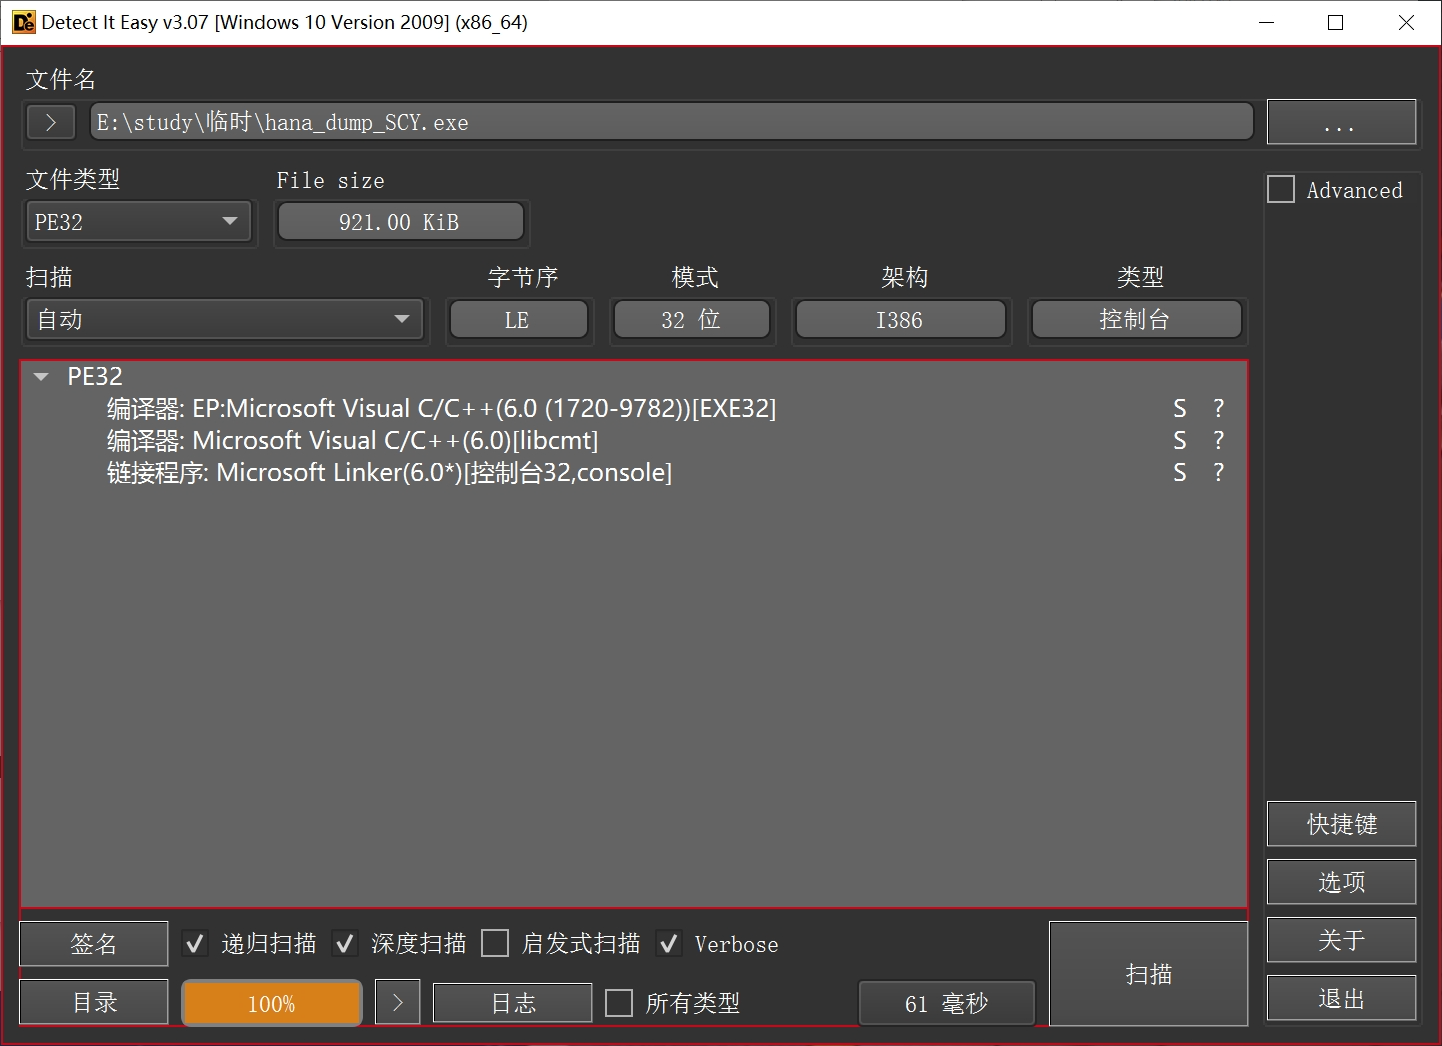 Detect It Easy v3.07 [Windows 10 Version 2009] (x86_64)
文件名
> E:\study\临时\hana_dump_SCY.exe ...
文件类型 File size Advanced
PE32 921.00 KiB
扫描 字节序 模式 架构 类型
自动 LE 32 位 I386 控制台
PE32
编译器: EP:Microsoft Visual C/C++(6.0 (1720-9782))[EXE32] S ?
编译器: Microsoft Visual C/C++(6.0)[libcmt] S ?
链接程序: Microsoft Linker(6.0*)[控制台32,console] S ?
快捷键
选项
签名 递归扫描 深度扫描 启发式扫描 Verbose 关于
扫描
目录 100% > 日志 所有类型 61 毫秒 退出